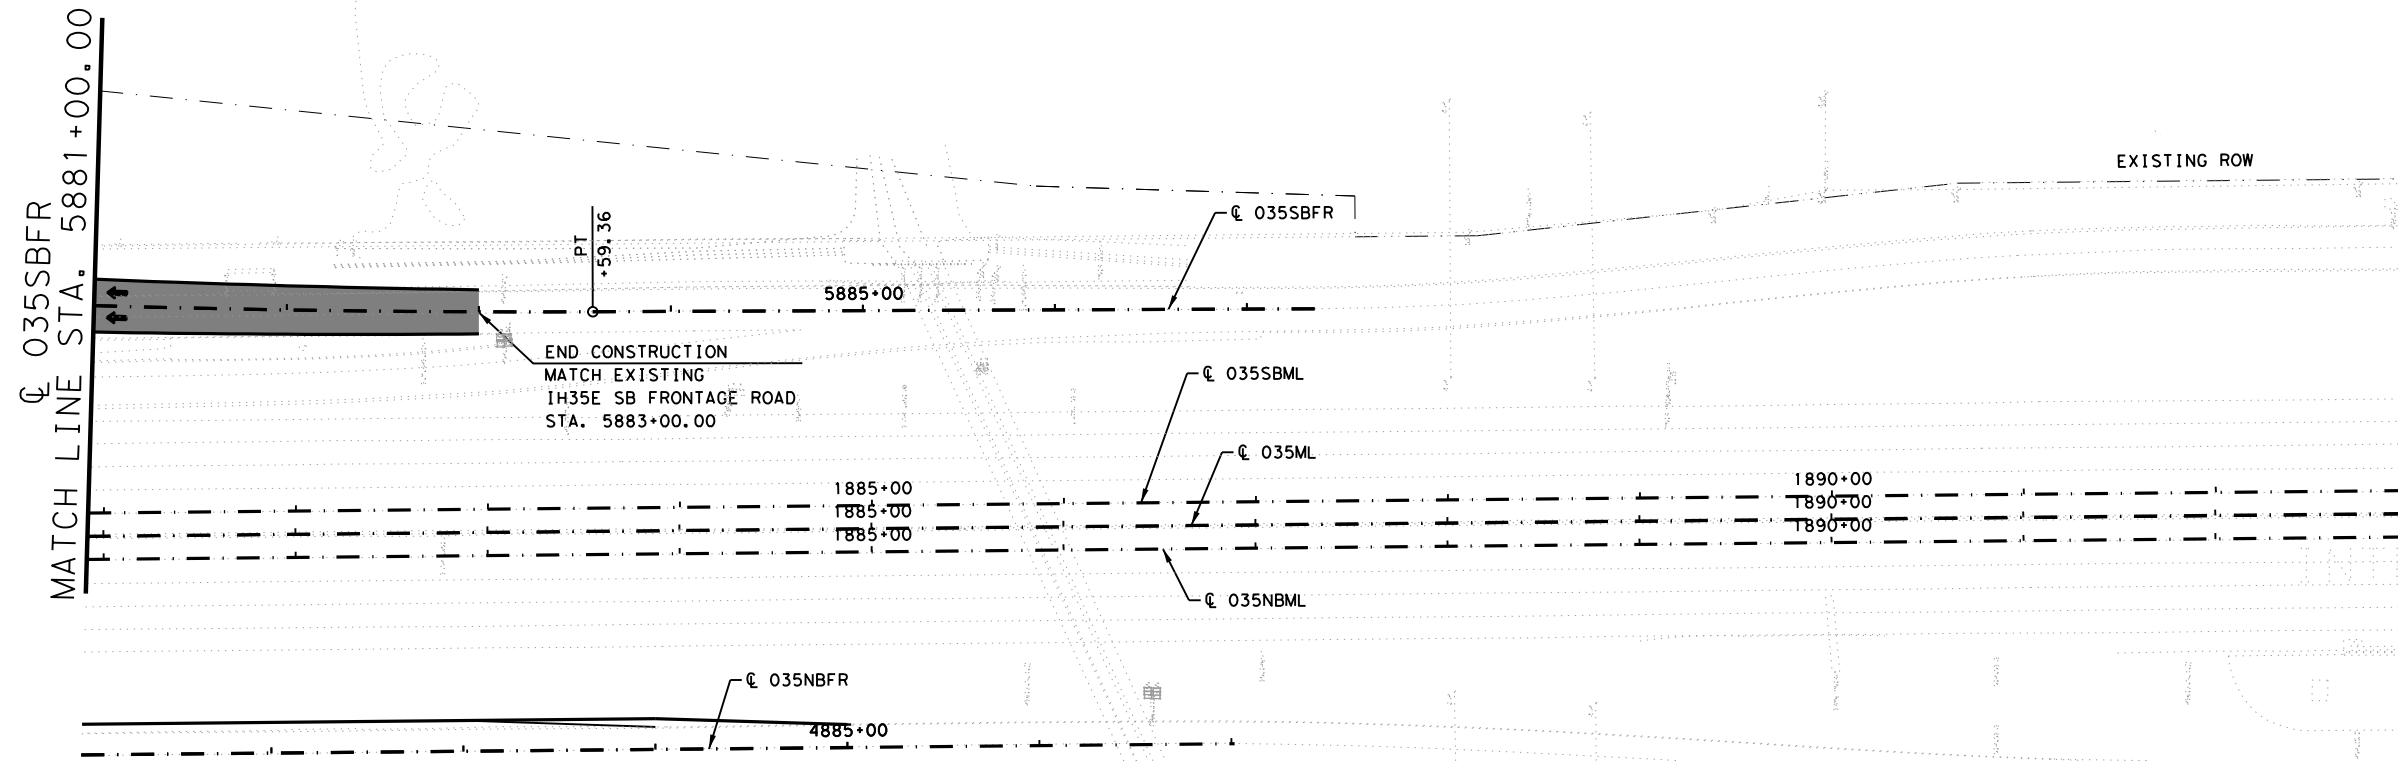 ℄ 035SBFR
MATCH LINE STA. 5881+00.00
EXISTING ROW
PT
+59.36
℄ 035SBFR
5885+00
END CONSTRUCTION
MATCH EXISTING
IH35E SB FRONTAGE ROAD
STA. 5883+00.00
℄ 035SBML
℄ 035ML
1885+00
1885+00
1885+00
1890+00
1890+00
1890+00
℄ 035NBML
℄ 035NBFR
4885+00